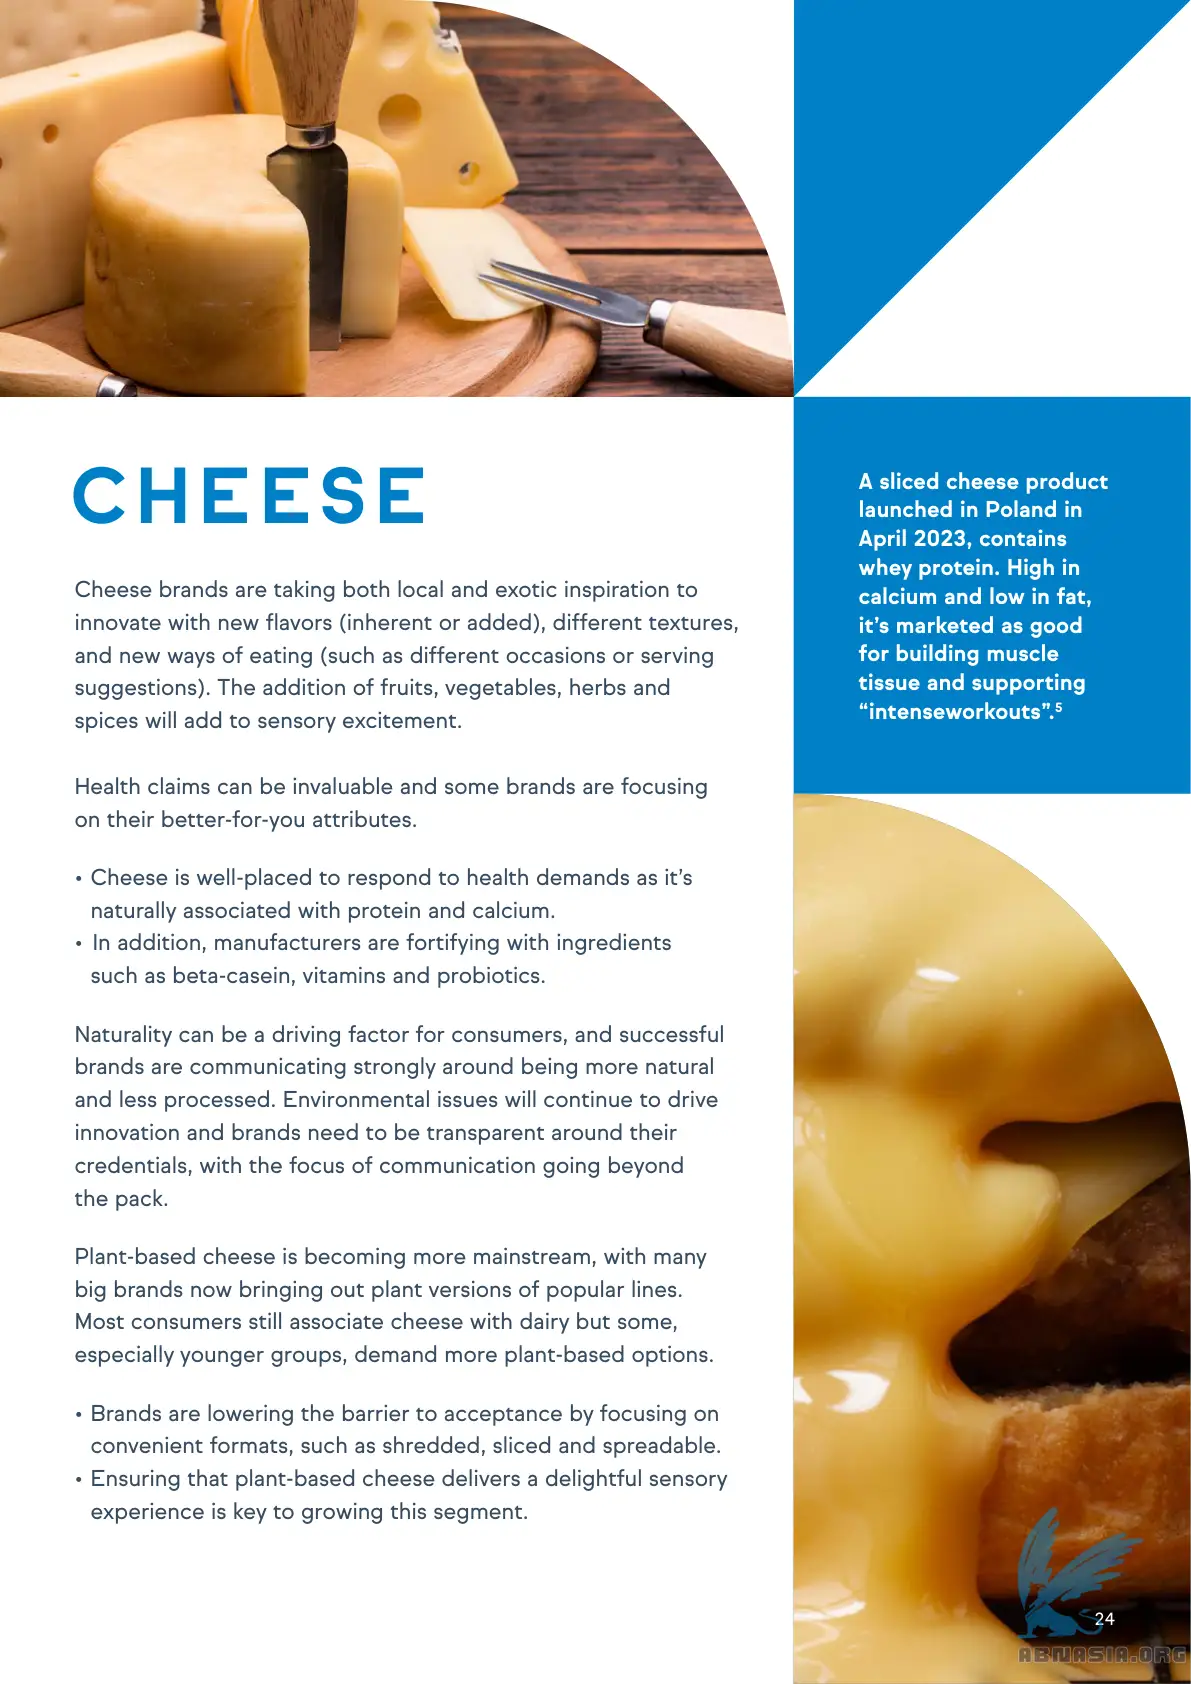 CHEESE
Cheese brands are taking both local and exotic inspiration to
innovate with new flavors (inherent or added), different textures,
and new ways of eating (such as different occasions or serving
suggestions). The addition of fruits, vegetables, herbs and
spices will add to sensory excitement.
Health claims can be invaluable and some brands are focusing
on their better-for-you attributes.
• Cheese is well-placed to respond to health demands as it’s
naturally associated with protein and calcium.
• In addition, manufacturers are fortifying with ingredients
such as beta-casein, vitamins and probiotics.
Naturality can be a driving factor for consumers, and successful
brands are communicating strongly around being more natural
and less processed. Environmental issues will continue to drive
innovation and brands need to be transparent around their
credentials, with the focus of communication going beyond
the pack.
Plant-based cheese is becoming more mainstream, with many
big brands now bringing out plant versions of popular lines.
Most consumers still associate cheese with dairy but some,
especially younger groups, demand more plant-based options.
• Brands are lowering the barrier to acceptance by focusing on
convenient formats, such as shredded, sliced and spreadable.
• Ensuring that plant-based cheese delivers a delightful sensory
experience is key to growing this segment.
A sliced cheese product
launched in Poland in
April 2023, contains
whey protein. High in
calcium and low in fat,
it’s marketed as good
for building muscle
tissue and supporting
“intenseworkouts”.⁵
24
ABNASIA.ORG